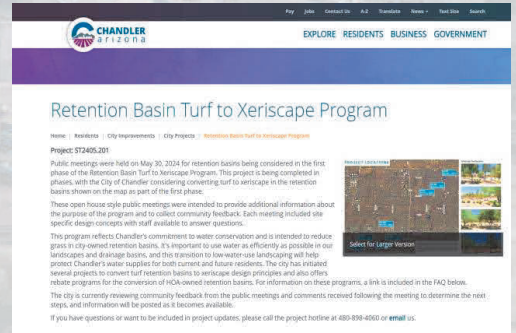 Pay Jobs Contact Us A-Z Translate News Text Size Search
CHANDLER
arizona
EXPLORE RESIDENTS BUSINESS GOVERNMENT
Retention Basin Turf to Xeriscape Program
Home | Residents | City Improvements | City Projects | Retention Basin Turf to Xeriscape Program
Project: ST2405.201
Public meetings were held on May 30, 2024 for retention basins being considered in the first
phase of the Retention Basin Turf to Xeriscape Program. This project is being completed in
phases, with the City of Chandler considering converting turf to xeriscape in the retention
basins shown on the map as part of the first phase.
These open house style public meetings were intended to provide additional information about
the purpose of the program and to collect community feedback. Each meeting included site
specific design concepts with staff available to answer questions.
This program reflects Chandler's commitment to water conservation and is intended to reduce
grass in city-owned retention basins. It's important to use water as efficiently as possible in our
landscapes and drainage basins, and this transition to low-water-use landscaping will help
protect Chandler's water supplies for both current and future residents. The city has initiated
several projects to convert turf retention basins to xeriscape design principles and also offers
rebate programs for the conversion of HOA-owned retention basins. For information on these programs, a link is included in the FAQ below.
The city is currently reviewing community feedback from the public meetings and comments received following the meeting to determine the next
steps, and information will be posted as it becomes available.
If you have questions or want to be included in project updates, please call the project hotline at 480-898-4060 or email us.
PROJECT LOCATIONS
Select for Larger Version